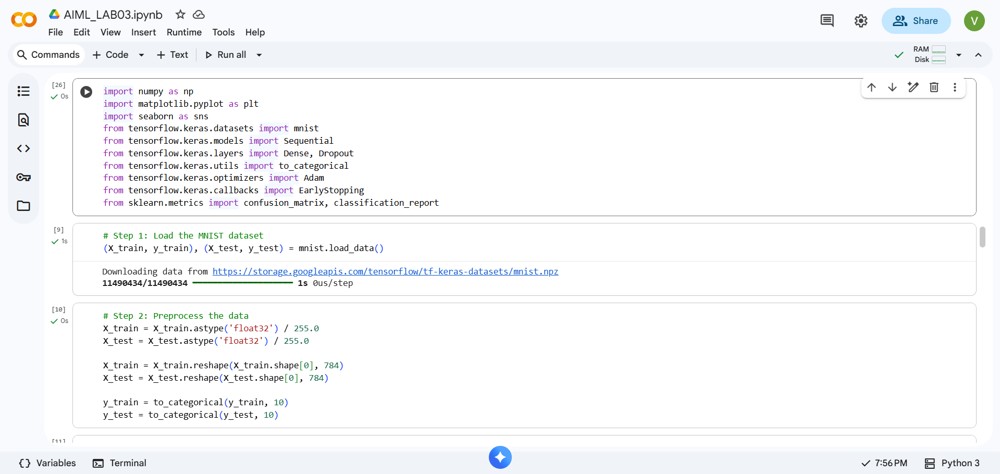 AIML_LAB03.ipynb
File Edit View Insert Runtime Tools Help
Share
V
Commands + Code + Text Run all
RAM
Disk
[26]
0s
import numpy as np
import matplotlib.pyplot as plt
import seaborn as sns
from tensorflow.keras.datasets import mnist
from tensorflow.keras.models import Sequential
from tensorflow.keras.layers import Dense, Dropout
from tensorflow.keras.utils import to_categorical
from tensorflow.keras.optimizers import Adam
from tensorflow.keras.callbacks import EarlyStopping
from sklearn.metrics import confusion_matrix, classification_report
[9]
1s
# Step 1: Load the MNIST dataset
(X_train, y_train), (X_test, y_test) = mnist.load_data()
Downloading data from https://storage.googleapis.com/tensorflow/tf-keras-datasets/mnist.npz
11490434/11490434 ━━━━━━━━━━━━━━━━━━━━ 1s 0us/step
[10]
0s
# Step 2: Preprocess the data
X_train = X_train.astype('float32') / 255.0
X_test = X_test.astype('float32') / 255.0
X_train = X_train.reshape(X_train.shape[0], 784)
X_test = X_test.reshape(X_test.shape[0], 784)
y_train = to_categorical(y_train, 10)
y_test = to_categorical(y_test, 10)
[11]
Variables Terminal
7:56 PM Python 3